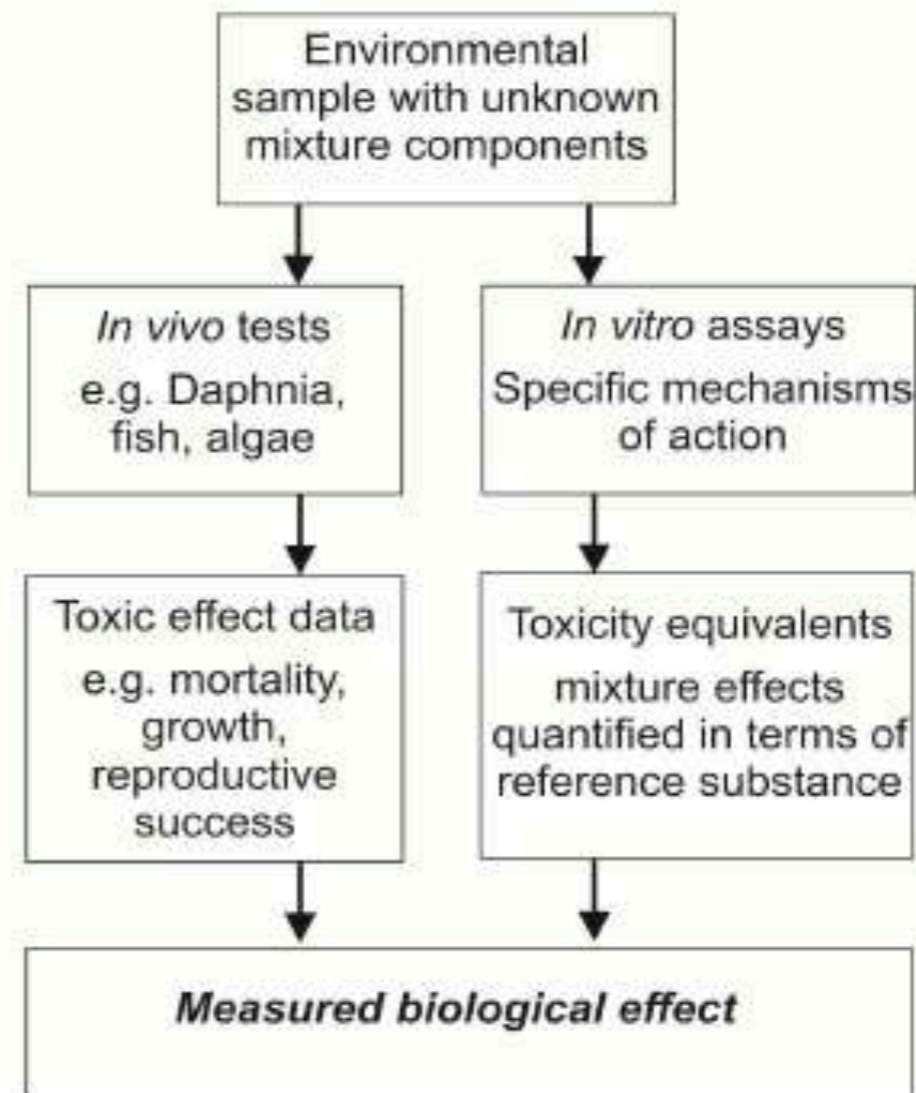 Environmental
sample with unknown
mixture components
In vivo tests
e.g. Daphnia,
fish, algae
In vitro assays
Specific mechanisms
of action
Toxic effect data
e.g. mortality,
growth,
reproductive
success
Toxicity equivalents
mixture effects
quantified in terms of
reference substance
Measured biological effect